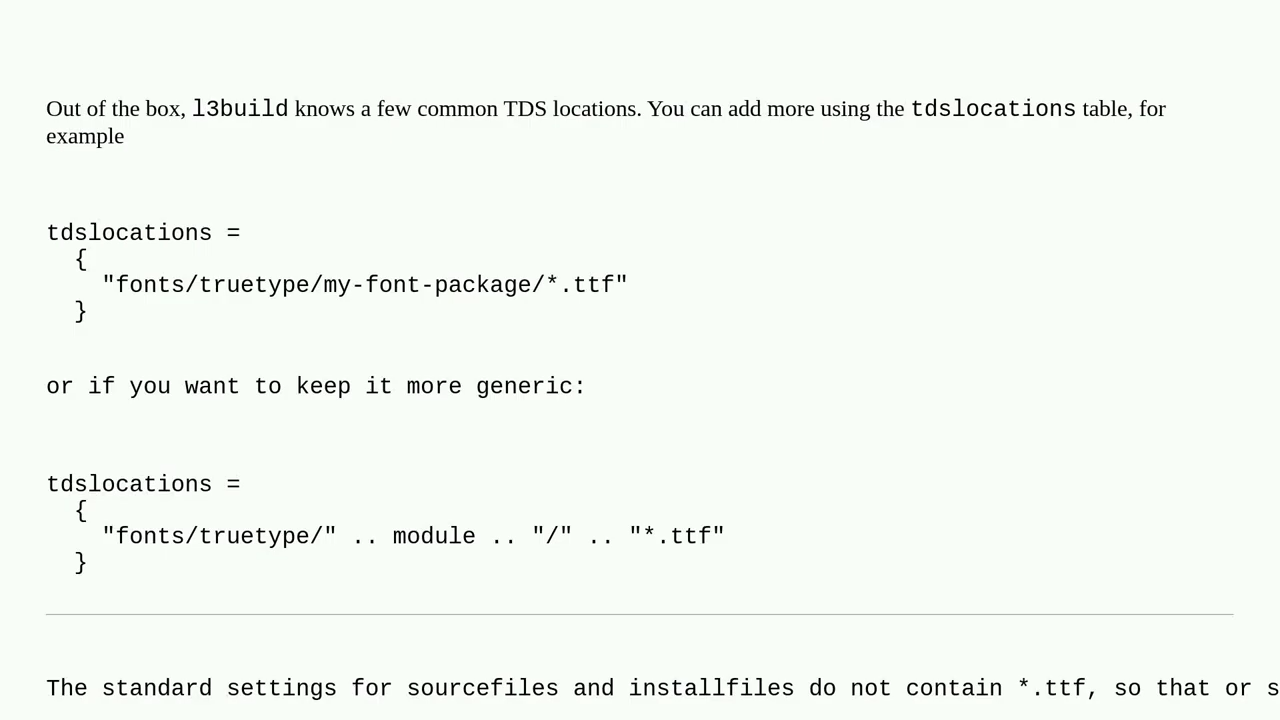 Out of the box, l3build knows a few common TDS locations. You can add more using the tdslocations table, for
example
tdslocations =
  {
    "fonts/truetype/my-font-package/*.ttf"
  }
or if you want to keep it more generic:
tdslocations =
  {
    "fonts/truetype/" .. module .. "/" .. "*.ttf"
  }
The standard settings for sourcefiles and installfiles do not contain *.ttf, so that or